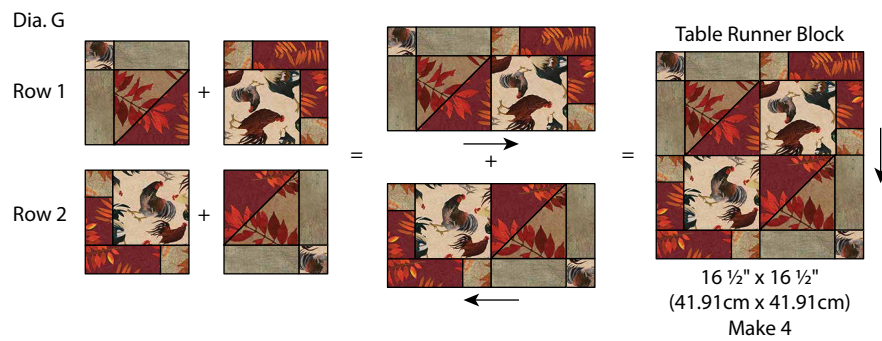 Dia. G
Row 1
+
=
+
=
Row 2
+
Table Runner Block
16 ½" x 16 ½"
(41.91cm x 41.91cm)
Make 4